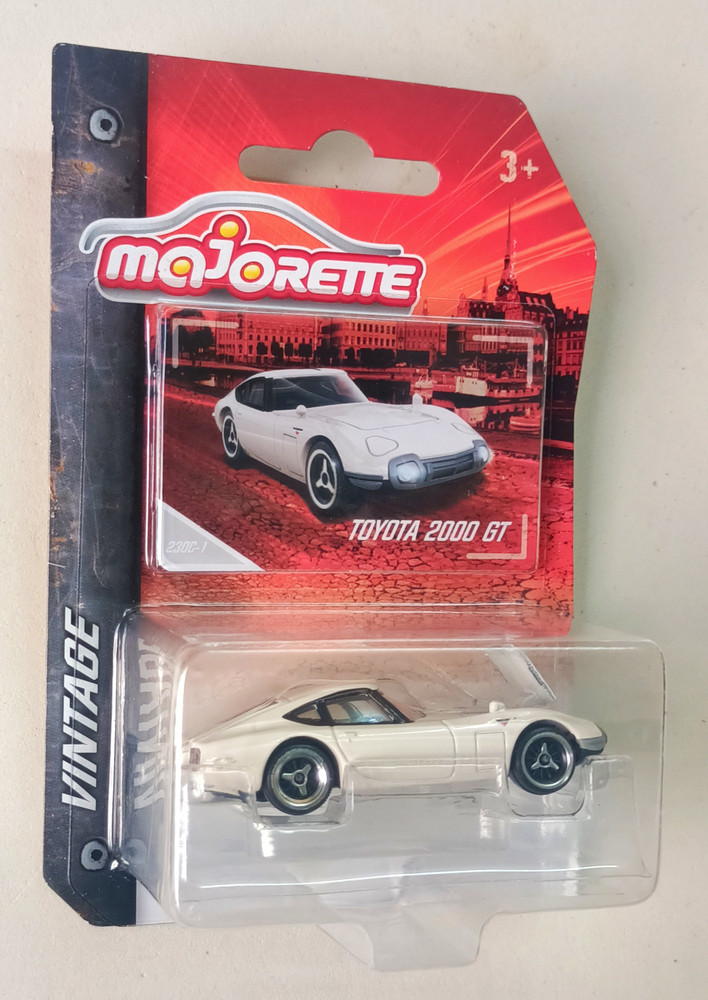 3+
majorette
TOYOTA 2000 GT
230C-1
VINTAGE